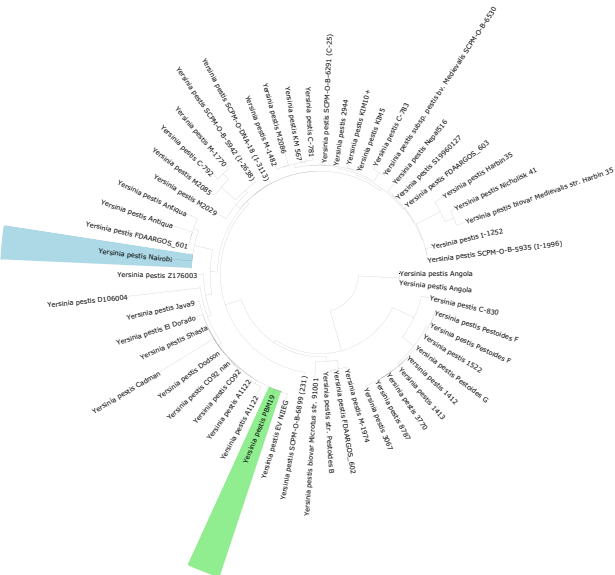 Yersinia pestis SCPM-O-B-6291 (C-25)
Yersinia pestis 2944
Yersinia pestis KIM10+
Yersinia pestis KIM5
Yersinia pestis C-783
Yersinia pestis subsp. pestis bv. Medievalis SCPM-O-B-6530
Yersinia pestis Nepal516
Yersinia pestis S19960127
Yersinia pestis FDAARGOS_603
Yersinia pestis Harbin35
Yersinia pestis Nicholisk 41
Yersinia pestis biovar Medievalis str. Harbin 35
Yersinia pestis I-1252
Yersinia pestis SCPM-O-B-5935 (I-1996)
Yersinia pestis Angola
Yersinia pestis Angola
Yersinia pestis C-830
Yersinia pestis Pestoides F
Yersinia pestis Pestoides F
Yersinia pestis 1522
Yersinia pestis Pestoides G
Yersinia pestis 1412
Yersinia pestis 1413
Yersinia pestis 3770
Yersinia pestis 8787
Yersinia pestis 3067
Yersinia pestis M-1974
Yersinia pestis FDAARGOS_602
Yersinia pestis str. Pestoides B
Yersinia pestis biovar Microtus str. 91001
Yersinia pestis SCPM-O-B-6899 (231)
Yersinia pestis EV NIIEG
Yersinia pestis PBM19
Yersinia pestis A1122
Yersinia pestis A1122
Yersinia pestis CO92
Yersinia pestis CO92 nan
Yersinia pestis Dodson
Yersinia pestis Cadman
Yersinia pestis Shasta
Yersinia pestis El Dorado
Yersinia pestis Java9
Yersinia pestis D106004
Yersinia pestis Z176003
Yersinia pestis Nairobi
Yersinia pestis FDAARGOS_601
Yersinia pestis Antiqua
Yersinia pestis Antiqua
Yersinia pestis M2029
Yersinia pestis M2085
Yersinia pestis C-792
Yersinia pestis M-1770
Yersinia pestis SCPM-O-B-5942 (I-2638)
Yersinia pestis SCPM-O-DNA-18 (I-3113)
Yersinia pestis M-1482
Yersinia pestis M2086
Yersinia pestis KM 567
Yersinia pestis C-781